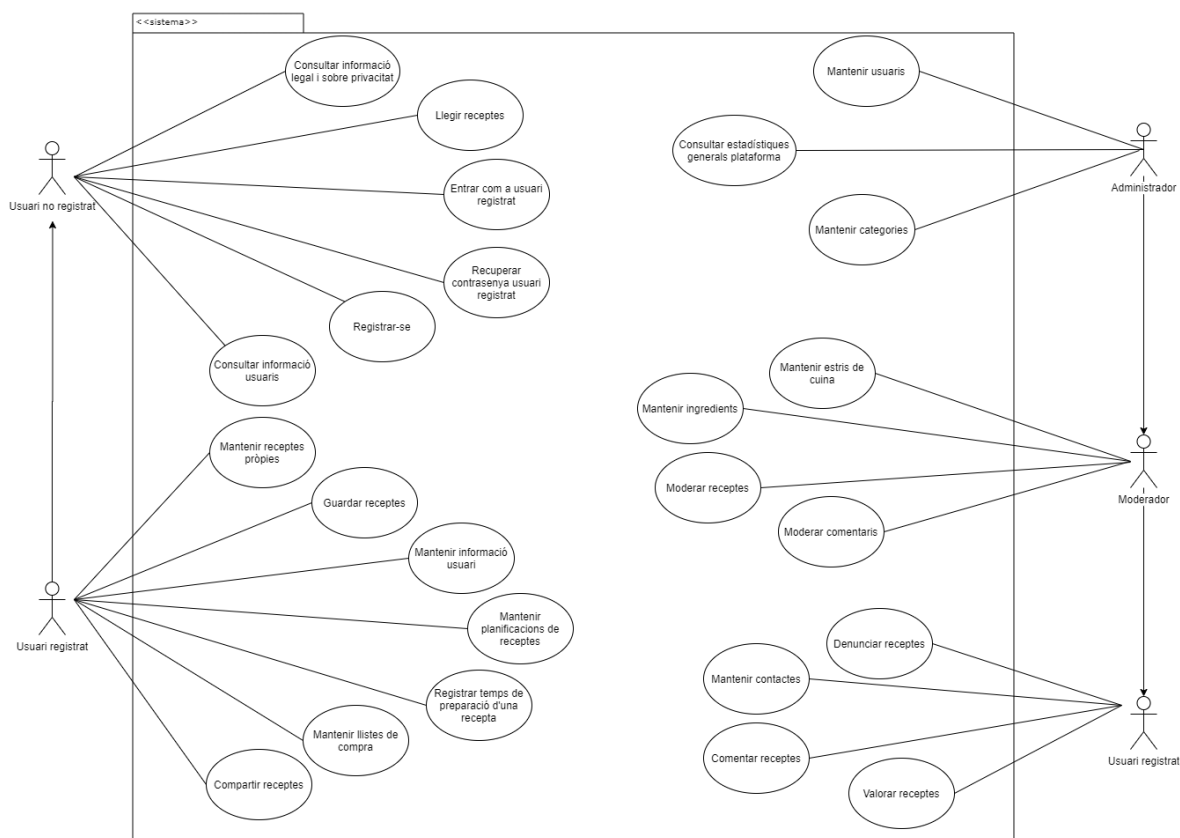 <<sistema>>
Consultar informació
legal i sobre privacitat
Llegir receptes
Entrar com a usuari
registrat
Recuperar
contrasenya usuari
registrat
Registrar-se
Consultar informació
usuaris
Usuari no registrat
Mantenir receptes
pròpies
Guardar receptes
Mantenir informació
usuari
Mantenir
planificacions de
receptes
Registrar temps de
preparació d'una
recepta
Mantenir llistes de
compra
Compartir receptes
Usuari registrat
Mantenir usuaris
Consultar estadístiques
generals plataforma
Mantenir categories
Administrador
Mantenir estris de
cuina
Mantenir ingredients
Moderar receptes
Moderar comentaris
Moderador
Denunciar receptes
Mantenir contactes
Comentar receptes
Valorar receptes
Usuari registrat